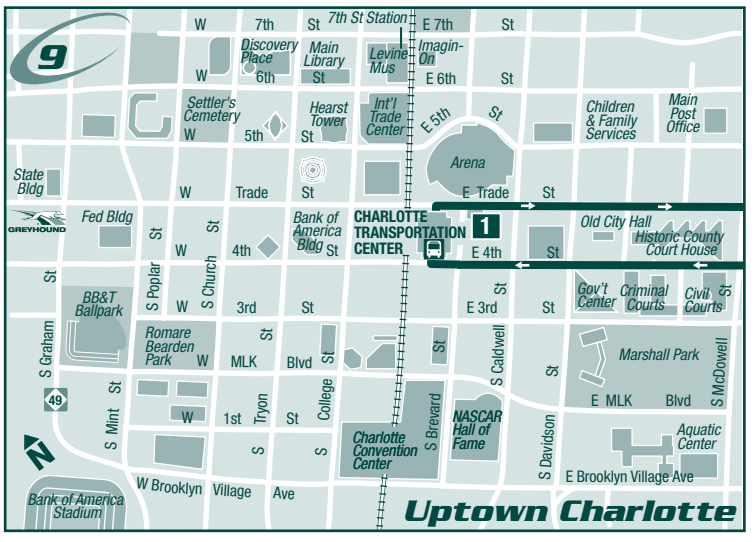 9
W 7th St
7th St Station
E 7th St
Discovery
Place
Main
Library
Levine
Mus
Imagin-
On
W 6th St
E 6th St
Settler's
Cemetery
Hearst
Tower
Int'l
Trade
Center
E 5th St
Children
& Family
Services
Main
Post
Office
W 5th St
Arena
State
Bldg
W Trade St
E Trade St
GREYHOUND
Fed Bldg
Bank of
America
Bldg
CHARLOTTE
TRANSPORTATION
CENTER
1
Old City Hall
Historic County
Court House
W 4th St
E 4th St
S Poplar St
S Church St
S Graham St
BB&T
Ballpark
Gov't
Center
Criminal
Courts
Civil
Courts
W 3rd St
E 3rd St
Romare
Bearden
Park
W MLK Blvd
S Tryon St
S College St
S Brevard St
S Caldwell St
Marshall Park
S McDowell St
49
S Mint St
E MLK Blvd
W 1st St
NASCAR
Hall of
Fame
Charlotte
Convention
Center
S Davidson St
Aquatic
Center
N
W Brooklyn Village Ave
E Brooklyn Village Ave
Bank of America
Stadium
Uptown Charlotte